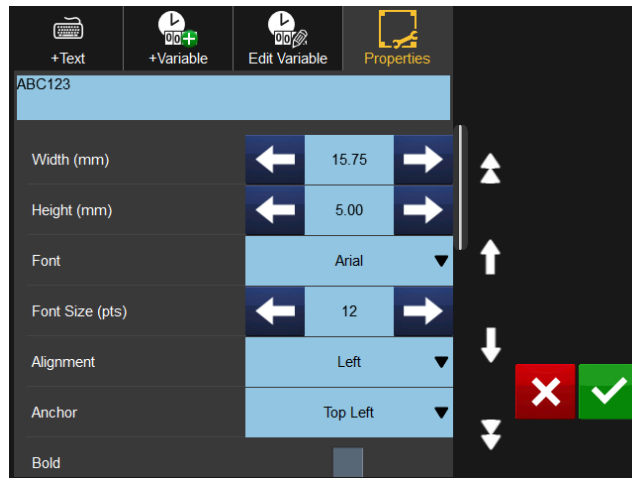 +Text +Variable Edit Variable Properties
ABC123
Width (mm) 15.75
Height (mm) 5.00
Font Arial
Font Size (pts) 12
Alignment Left
Anchor Top Left
Bold